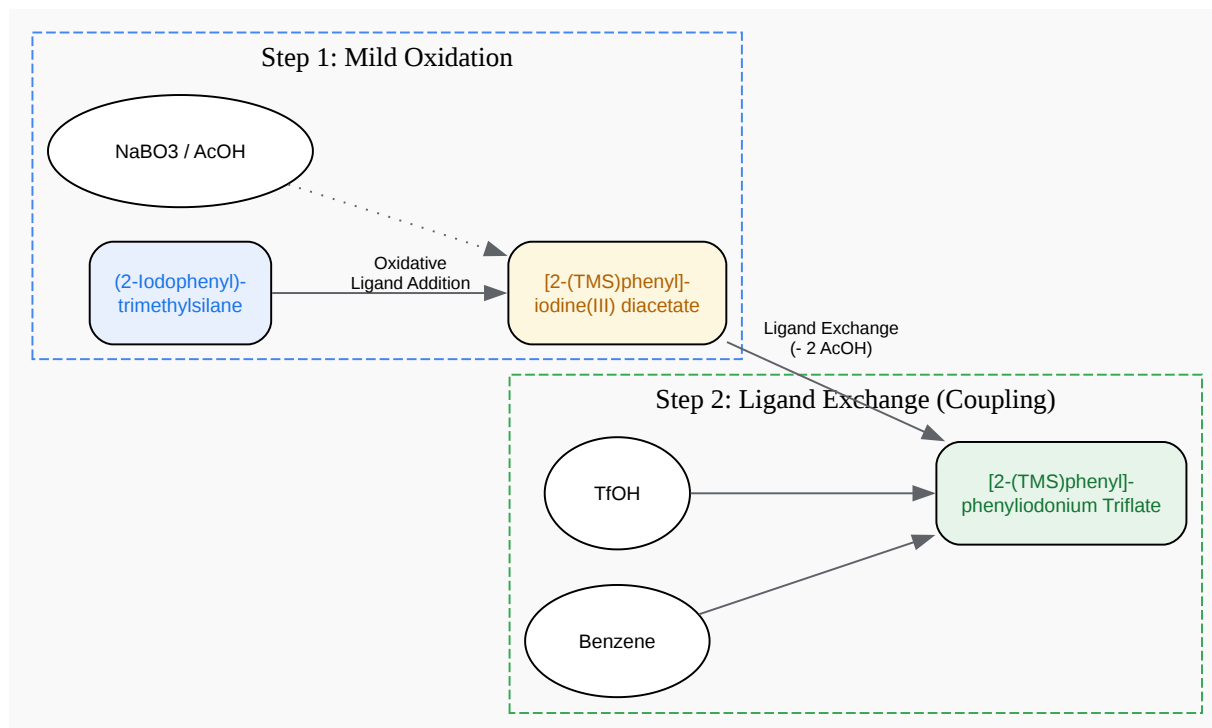 Step 1: Mild Oxidation
NaBO3 / AcOH
(2-Iodophenyl)-
trimethylsilane
Oxidative
Ligand Addition
[2-(TMS)phenyl]-
iodine(III) diacetate
Ligand Exchange
(- 2 AcOH)
Step 2: Ligand Exchange (Coupling)
TfOH
[2-(TMS)phenyl]-
phenyliodonium Triflate
Benzene